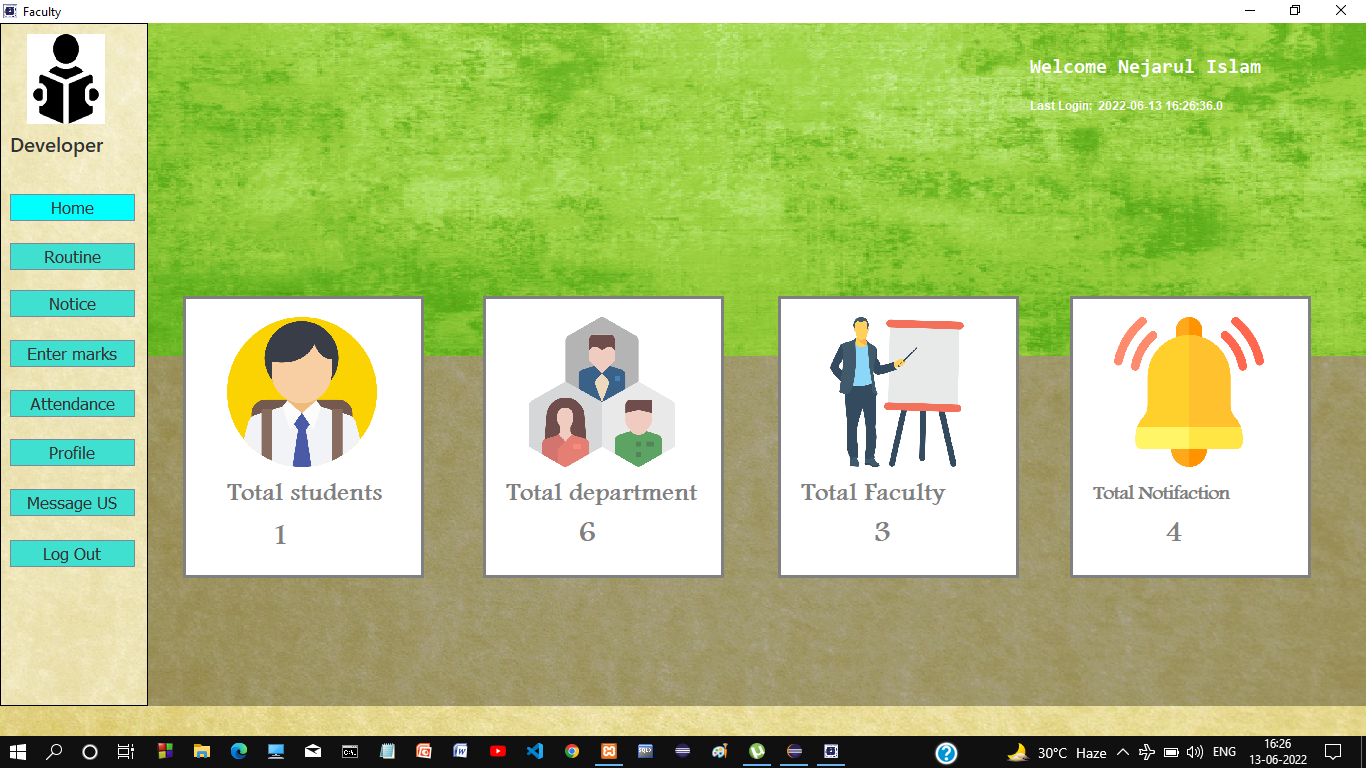 Faculty
Welcome Nejarul Islam
Last Login: 2022-06-13 16:26:36.0
Developer
Home
Routine
Notice
Enter marks
Attendance
Profile
Message US
Log Out
Total students
1
Total department
6
Total Faculty
3
Total Notifaction
4
30°C Haze
ENG
16:26
13-06-2022